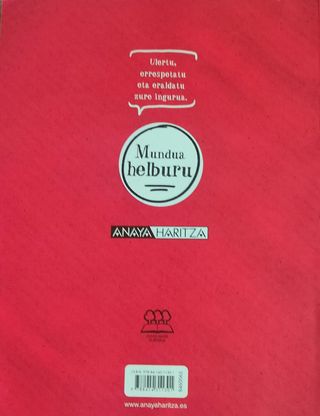 Ulertu,
errespetatu
eta eraldatu
zure ingurua.
Mundua
helburu
ANAYA HARITZA
www.anayaharitza.es